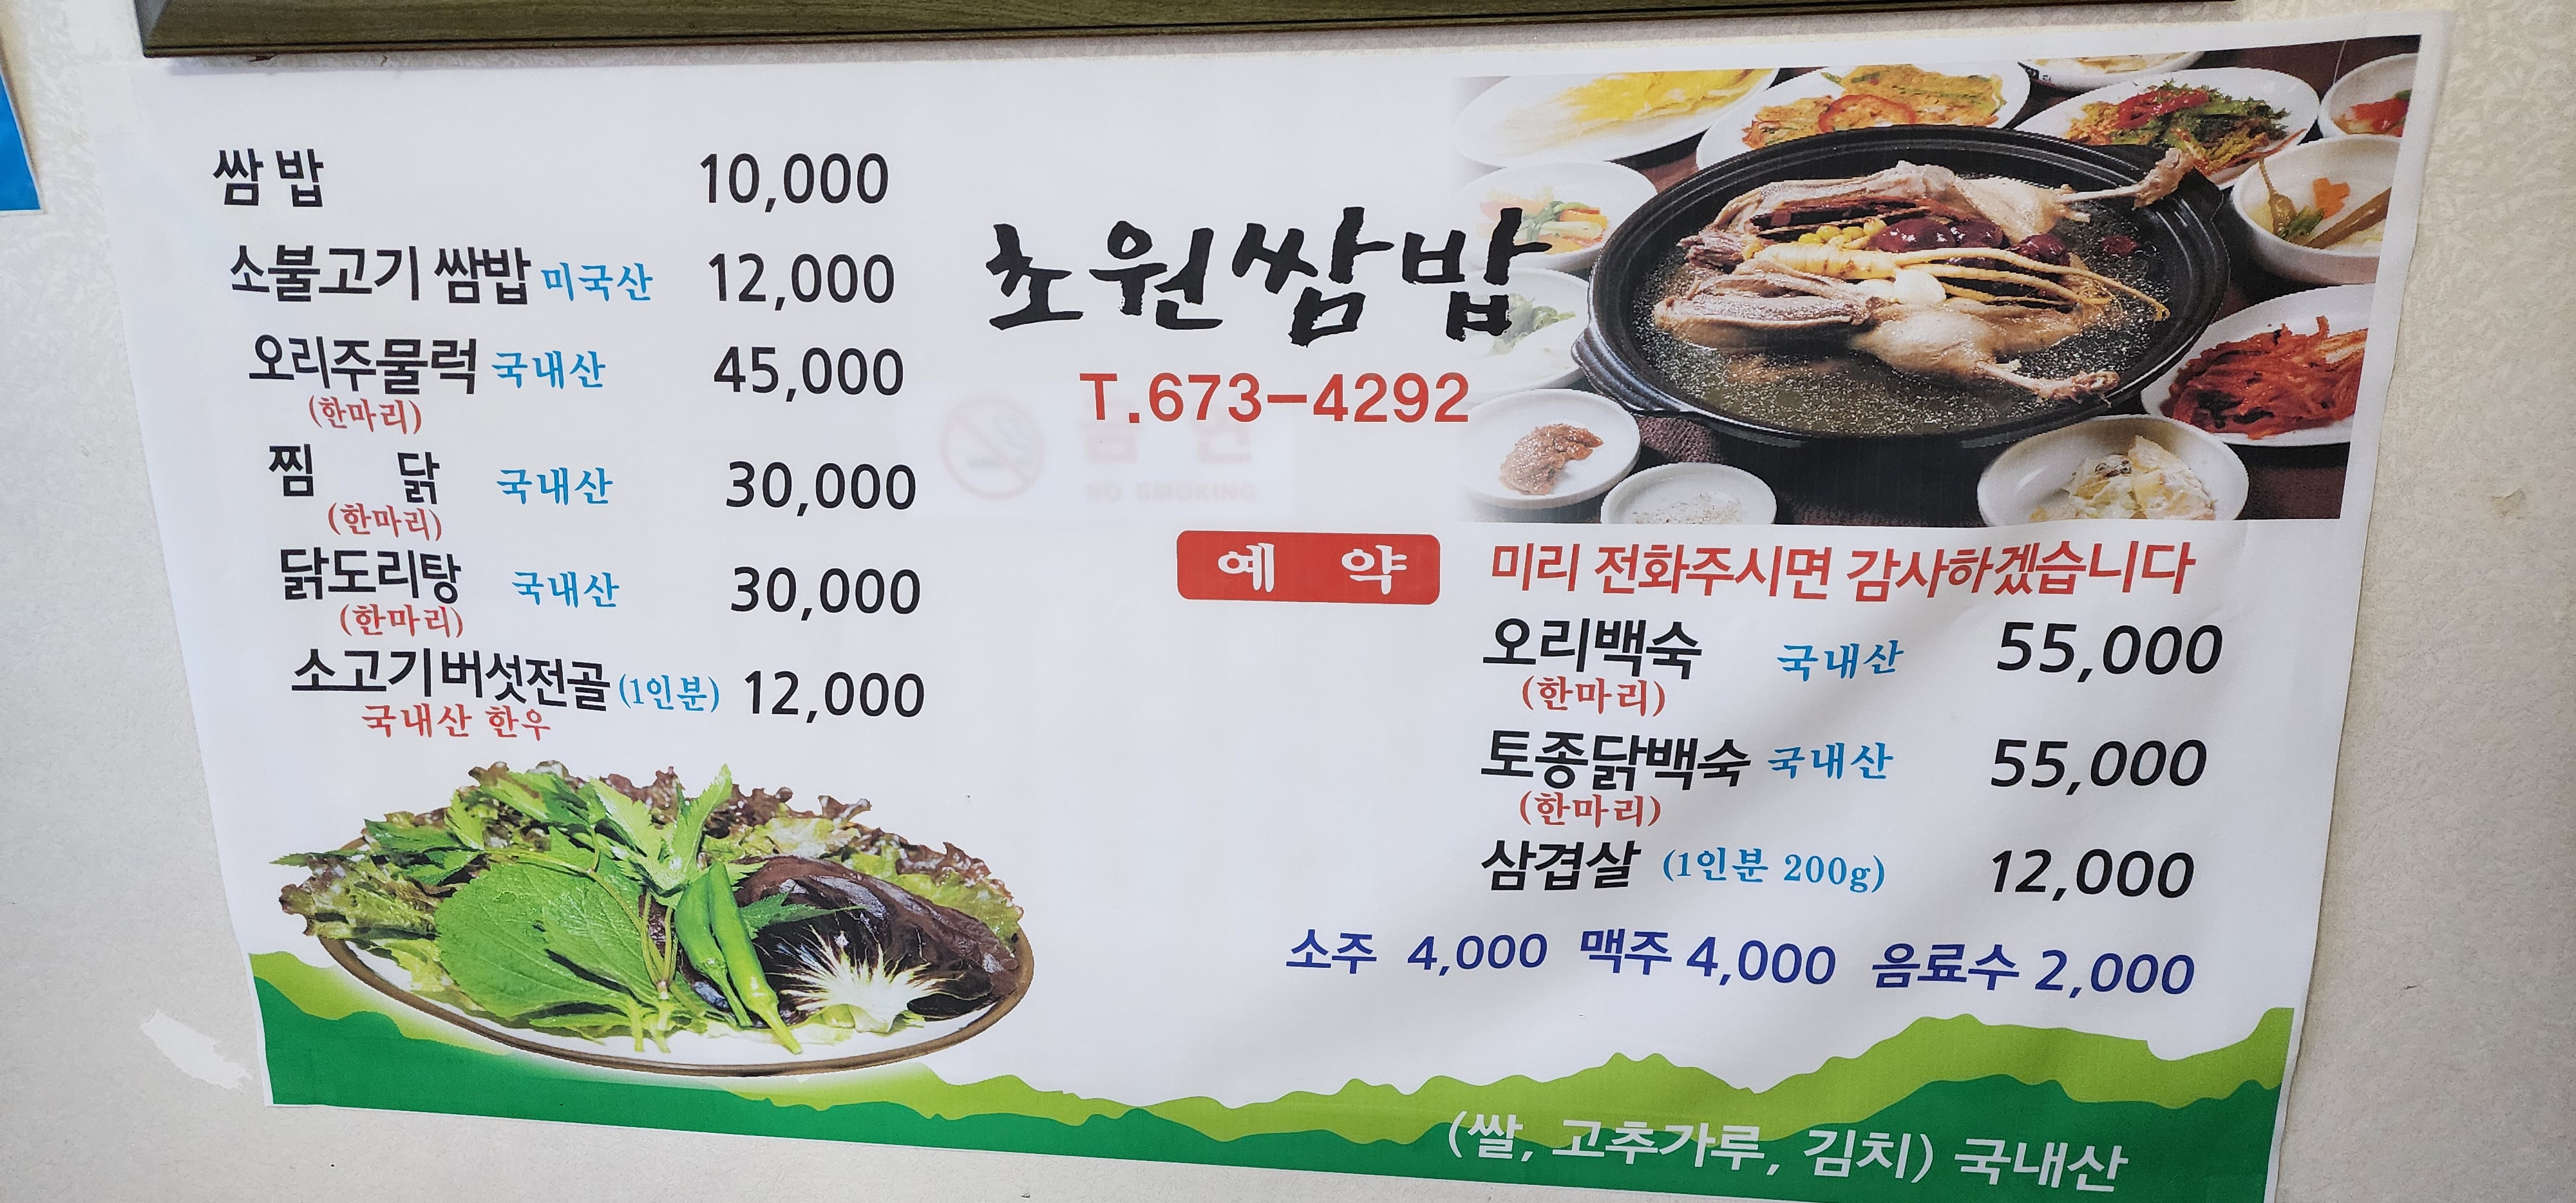 쌈밥 10,000
소불고기 쌈밥 미국산 12,000
오리주물럭 국내산 45,000
(한마리)
찜 닭 국내산 30,000
(한마리)
닭도리탕 국내산 30,000
(한마리)
소고기버섯전골 (1인분) 12,000
국내산 한우
초원쌈밥
T.673-4292
금연
NO SMOKING
예 약 미리 전화주시면 감사하겠습니다
오리백숙 국내산 55,000
(한마리)
토종닭백숙 국내산 55,000
(한마리)
삼겹살 (1인분 200g) 12,000
소주 4,000 맥주 4,000 음료수 2,000
(쌀, 고추가루, 김치) 국내산